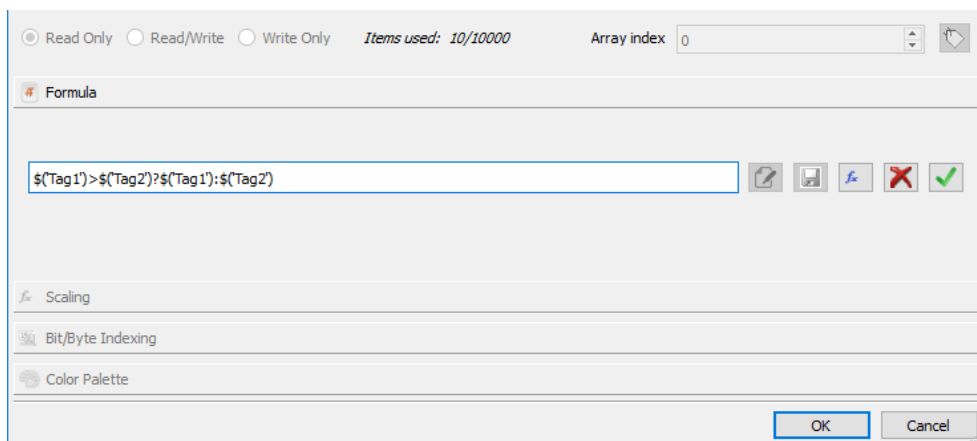 Read Only Read/Write Write Only Items used: 10/10000 Array index 0
Formula
$('Tag1')>$('Tag2')?$('Tag1'):$('Tag2')
Scaling
Bit/Byte Indexing
Color Palette
OK Cancel